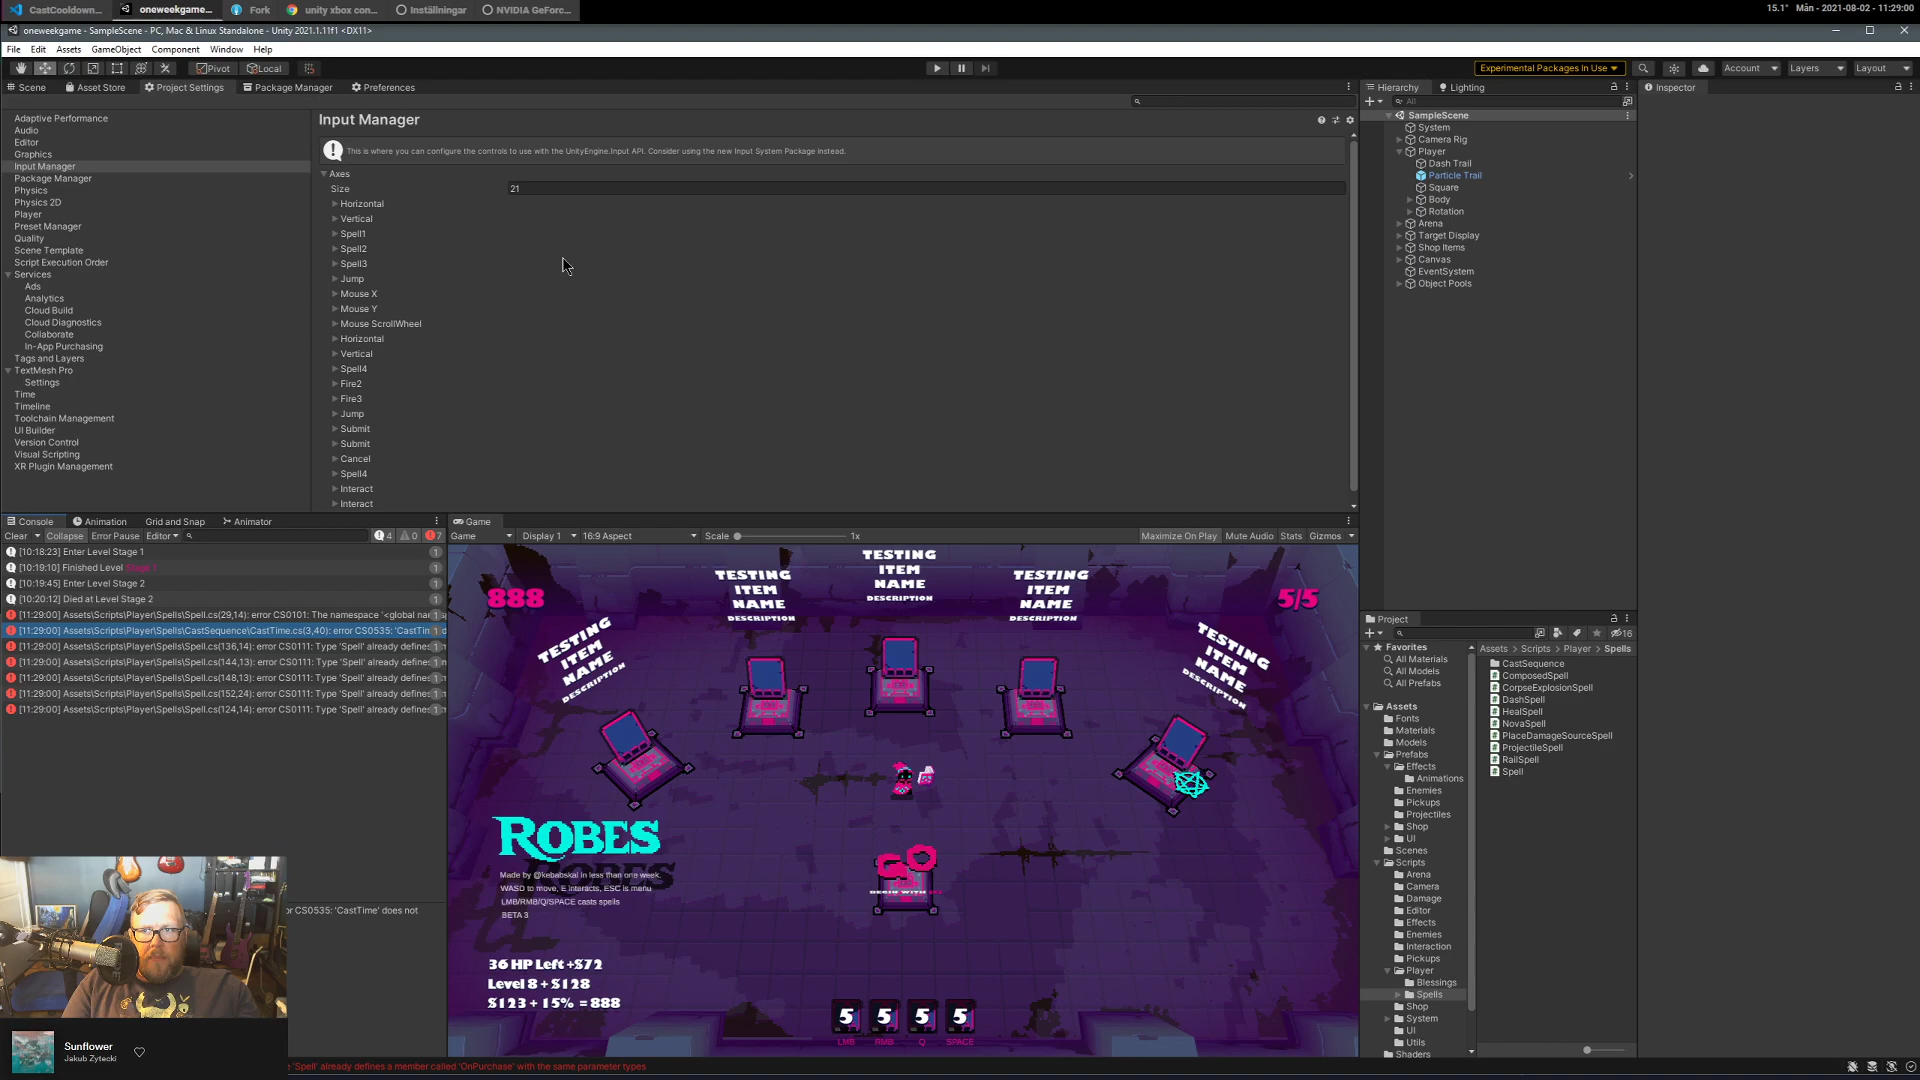 CastCooldown...
oneweekgame...
Fork
unity xbox con...
Inställningar
NVIDIA GeForc...
15.1° Mån - 2021-08-02 - 11:29:00
oneweekgame - SampleScene - PC, Mac & Linux Standalone - Unity 2021.1.11f1 <DX11>
File Edit Assets GameObject Component Window Help
Pivot Local
Experimental Packages In Use
Account Layers Layout
Scene Asset Store Project Settings Package Manager Preferences
Adaptive Performance
Audio
Editor
Graphics
Input Manager
Package Manager
Physics
Physics 2D
Player
Preset Manager
Quality
Scene Template
Script Execution Order
Services
Ads
Analytics
Cloud Build
Cloud Diagnostics
Collaborate
In-App Purchasing
Tags and Layers
TextMesh Pro
Settings
Time
Timeline
Toolchain Management
UI Builder
Version Control
Visual Scripting
XR Plugin Management
Input Manager
This is where you can configure the controls to use with the UnityEngine.Input API. Consider using the new Input System Package instead.
Axes
Size 21
Horizontal
Vertical
Spell1
Spell2
Spell3
Jump
Mouse X
Mouse Y
Mouse ScrollWheel
Horizontal
Vertical
Spell4
Fire2
Fire3
Jump
Submit
Submit
Cancel
Spell4
Interact
Interact
Hierarchy Lighting
All
SampleScene
System
Camera Rig
Player
Dash Trail
Particle Trail
Square
Body
Rotation
Arena
Target Display
Shop Items
Canvas
EventSystem
Object Pools
Inspector
Console Animation Grid and Snap Animator
Clear Collapse Error Pause Editor 4 0 7
[10:18:23] Enter Level Stage 1 1
[10:19:10] Finished Level Stage 1 1
[10:19:45] Enter Level Stage 2 1
[10:20:12] Died at Level Stage 2 1
[11:29:00] Assets\Scripts\Player\Spells\Spell.cs(29,14): error CS0101: The namespace '<global nam 1
[11:29:00] Assets\Scripts\Player\Spells\CastSequence\CastTime.cs(3,40): error CS0535: 'CastTim 1
[11:29:00] Assets\Scripts\Player\Spells\Spell.cs(136,14): error CS0111: Type 'Spell' already define 1
[11:29:00] Assets\Scripts\Player\Spells\Spell.cs(144,13): error CS0111: Type 'Spell' already define 1
[11:29:00] Assets\Scripts\Player\Spells\Spell.cs(148,13): error CS0111: Type 'Spell' already define 1
[11:29:00] Assets\Scripts\Player\Spells\Spell.cs(152,24): error CS0111: Type 'Spell' already define 1
[11:29:00] Assets\Scripts\Player\Spells\Spell.cs(124,14): error CS0111: Type 'Spell' already define 1
or CS0535: 'CastTime' does not
Sunflower
Jakub Zytecki
'Spell' already defines a member called 'OnPurchase' with the same parameter types
Game
Game Display 1 16:9 Aspect Scale 1x Maximize On Play Mute Audio Stats Gizmos
888
5/5
TESTING
ITEM
NAME
DESCRIPTION
TESTING
ITEM
NAME
DESCRIPTION
TESTING
ITEM
NAME
DESCRIPTION
TESTING
ITEM
NAME
DESCRIPTION
TESTING
ITEM
NAME
DESCRIPTION
ROBES
Made by @kebabskal in less than one week.
WASD to move, E interacts, ESC is menu
LMB/RMB/Q/SPACE casts spells
BETA 3
GO
BEGIN WITH
36 HP Left +$72
Level 8 + $128
$123 + 15% = 888
5 5 5 5
LMB RMB Q SPACE
Project
16
Favorites
All Materials
All Models
All Prefabs
Assets
Fonts
Materials
Models
Prefabs
Effects
Animations
Enemies
Pickups
Projectiles
Shop
UI
Scenes
Scripts
Arena
Camera
Damage
Editor
Effects
Enemies
Interaction
Pickups
Player
Blessings
Spells
Shop
System
UI
Utils
Shaders
Assets > Scripts > Player > Spells
CastSequence
ComposedSpell
CorpseExplosionSpell
DashSpell
HealSpell
NovaSpell
PlaceDamageSourceSpell
ProjectileSpell
RailSpell
Spell